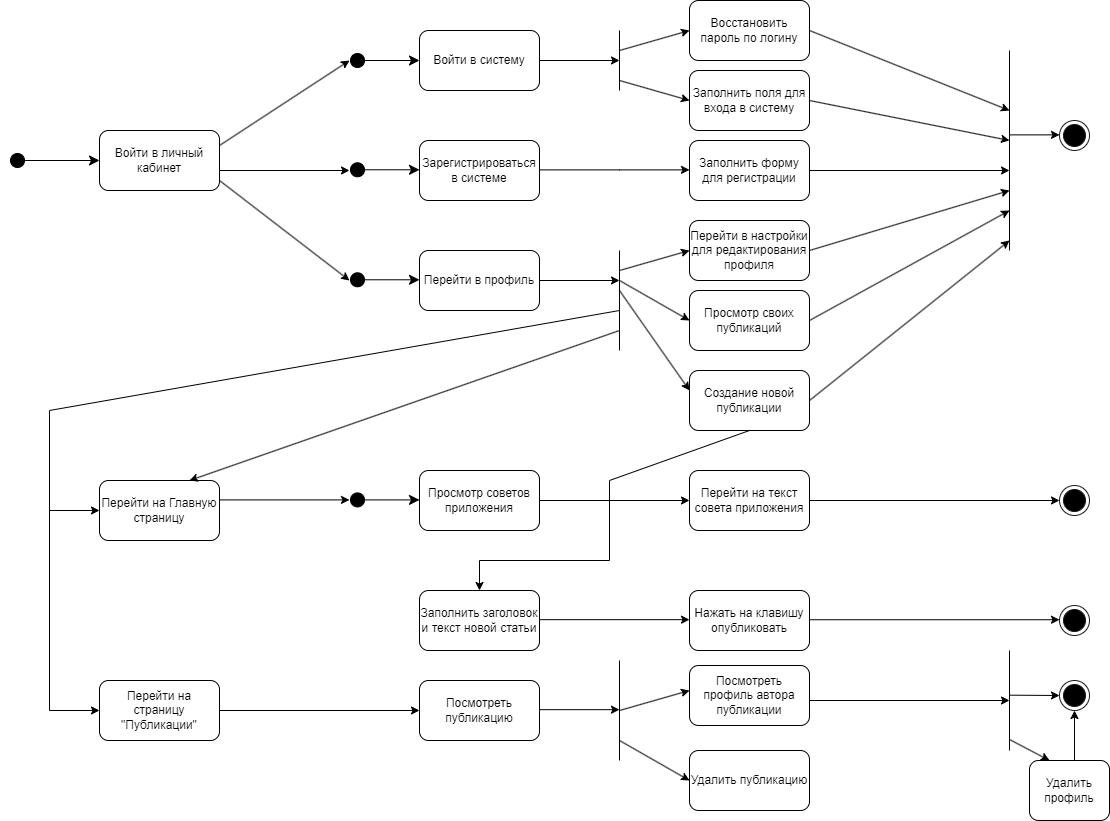 Восстановить
пароль по логину
Войти в систему
Заполнить поля для
входа в систему
Войти в личный
кабинет
Зарегистрироваться
в системе
Заполнить форму
для регистрации
Перейти в настройки
для редактирования
профиля
Перейти в профиль
Просмотр своих
публикаций
Создание новой
публикации
Перейти на Главную
страницу
Просмотр советов
приложения
Перейти на текст
совета приложения
Заполнить заголовок
и текст новой статьи
Нажать на клавишу
опубликовать
Перейти на
страницу
"Публикации"
Посмотреть
публикацию
Посмотреть
профиль автора
публикации
Удалить публикацию
Удалить
профиль